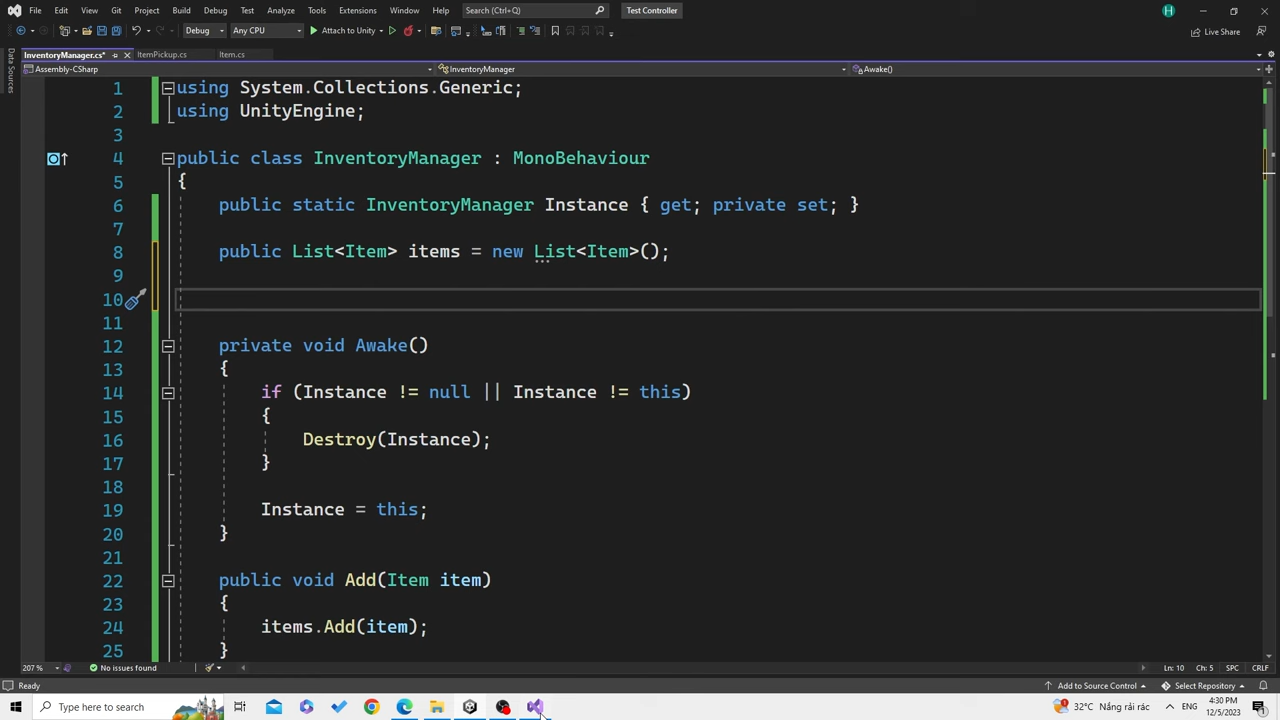 File Edit View Git Project Build Debug Test Analyze Tools Extensions Window Help Search (Ctrl+Q) Test Controller H
Debug Any CPU Attach to Unity Live Share
InventoryManager.cs* ItemPickup.cs Item.cs
Data Sources
Assembly-CSharp InventoryManager Awake()
1 using System.Collections.Generic;
2 using UnityEngine;
3
4 public class InventoryManager : MonoBehaviour
5 {
6 public static InventoryManager Instance { get; private set; }
7
8 public List<Item> items = new List<Item>();
9
10
11
12 private void Awake()
13 {
14 if (Instance != null || Instance != this)
15 {
16 Destroy(Instance);
17 }
18
19 Instance = this;
20 }
21
22 public void Add(Item item)
23 {
24 items.Add(item);
25 }
207 % No issues found Ln: 10 Ch: 5 SPC CRLF
Ready Add to Source Control Select Repository
Type here to search 32°C Nắng rải rác ENG 4:30 PM
12/5/2023 1